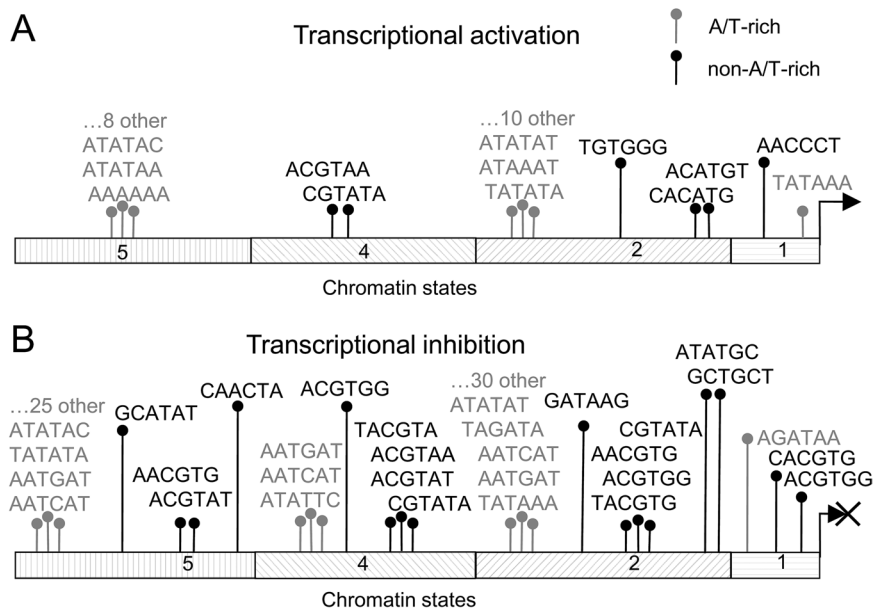 A
Transcriptional activation
A/T-rich
non-A/T-rich
…8 other
ATATAC
ATATAA
AAAAAA
ACGTAA
CGTATA
…10 other
ATATAT
ATAAAT
TATATA
TGTGGG
ACATGT
CACATG
AACCCT
TATAAA
5
4
2
1
Chromatin states
B
Transcriptional inhibition
…25 other
ATATAC
TATATA
AATGAT
AATCAT
GCATAT
AACGTG
ACGTAT
CAACTA
AATGAT
AATCAT
ATATTC
ACGTGG
TACGTA
ACGTAA
ACGTAT
CGTATA
…30 other
ATATAT
TAGATA
AATCAT
AATGAT
TATAAA
GATAAG
CGTATA
AACGTG
ACGTGG
TACGTG
ATATGC
GCTGCT
AGATAA
CACGTG
ACGTGG
5
4
2
1
Chromatin states